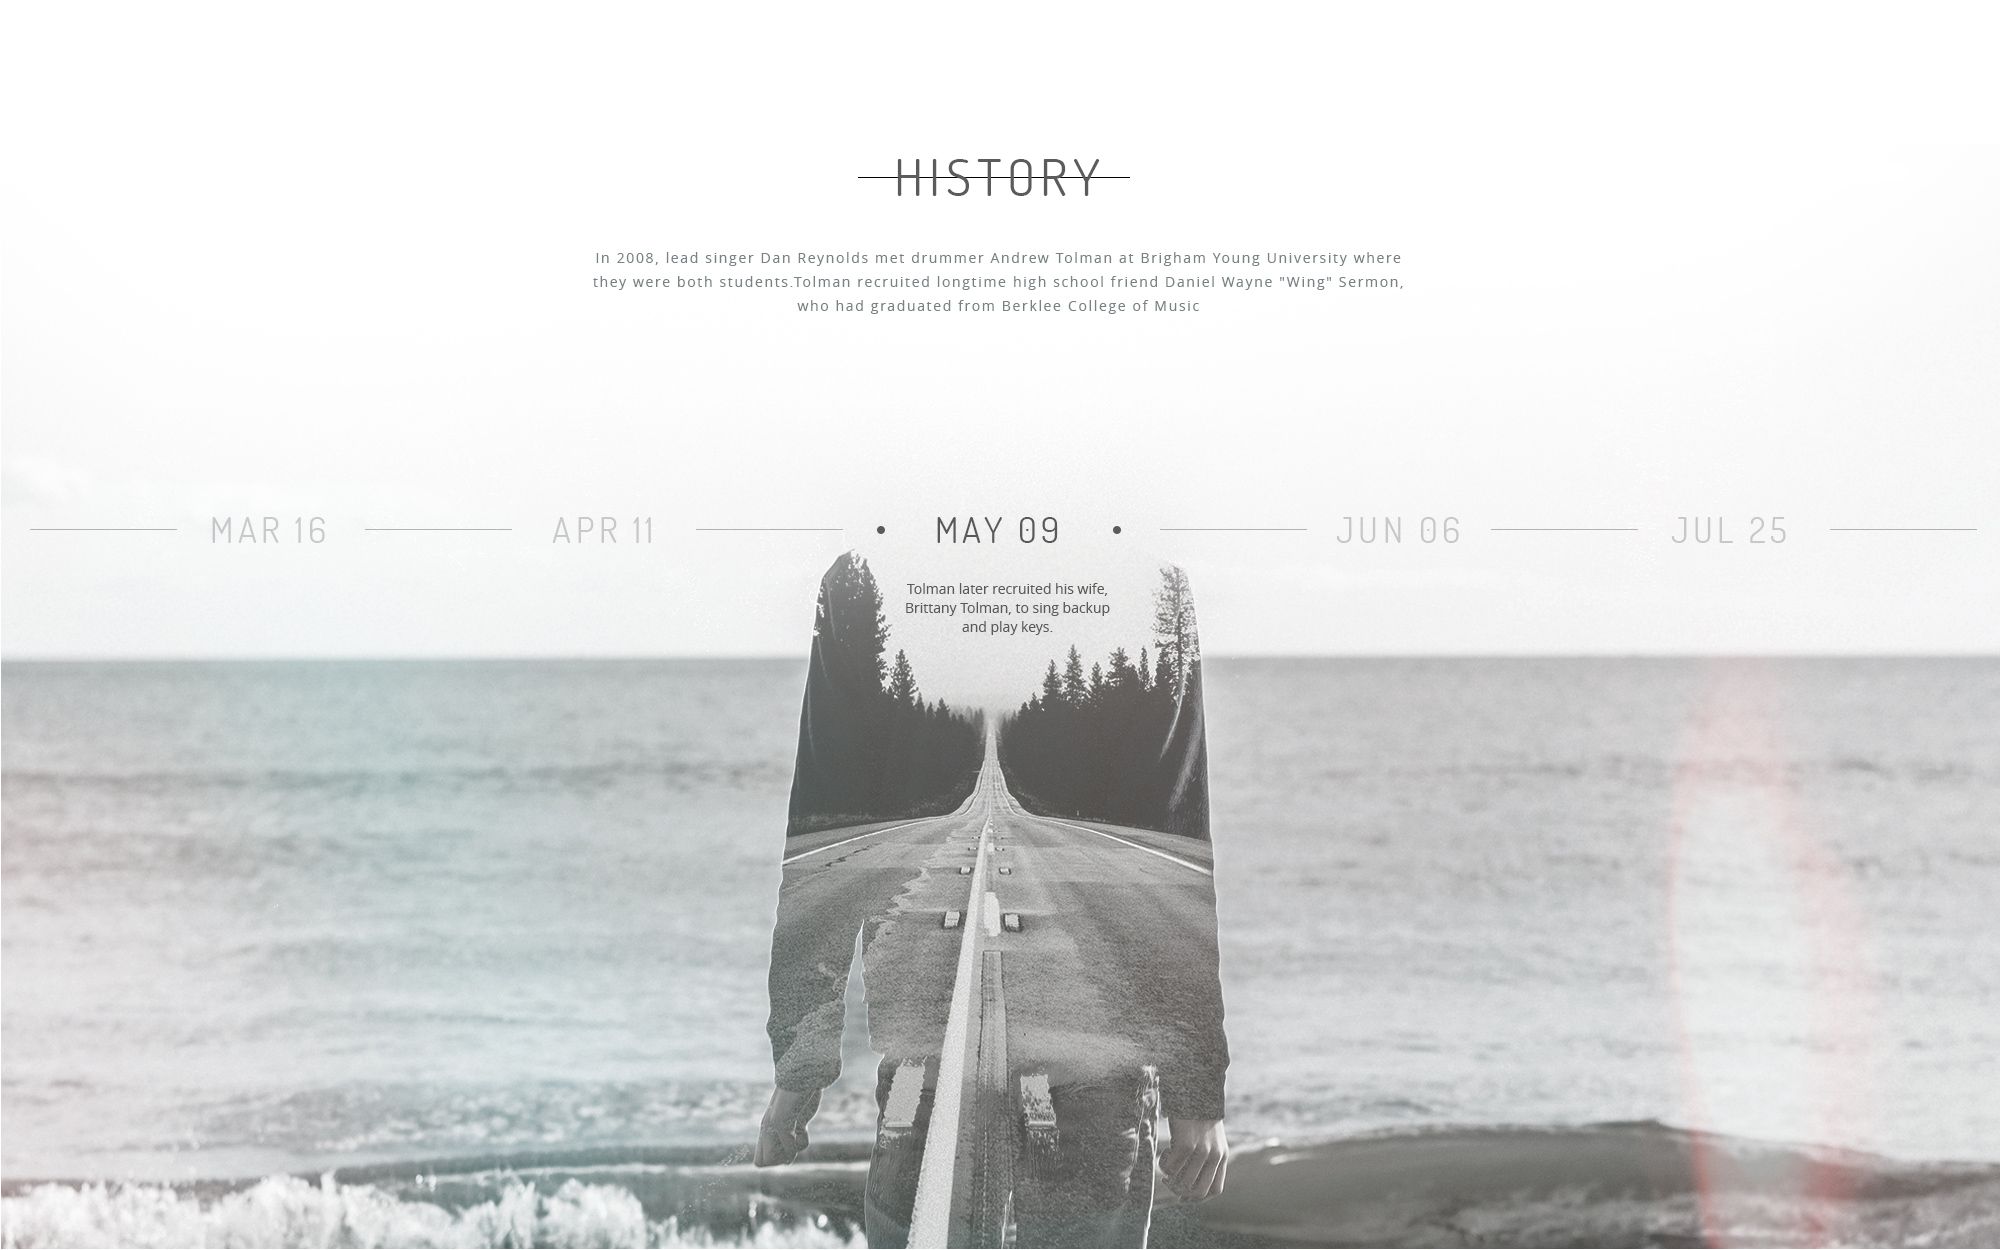 HISTORY
In 2008, lead singer Dan Reynolds met drummer Andrew Tolman at Brigham Young University where
they were both students.Tolman recruited longtime high school friend Daniel Wayne "Wing" Sermon,
who had graduated from Berklee College of Music
MAR 16 APR 11 MAY 09 JUN 06 JUL 25
Tolman later recruited his wife,
Brittany Tolman, to sing backup
and play keys.